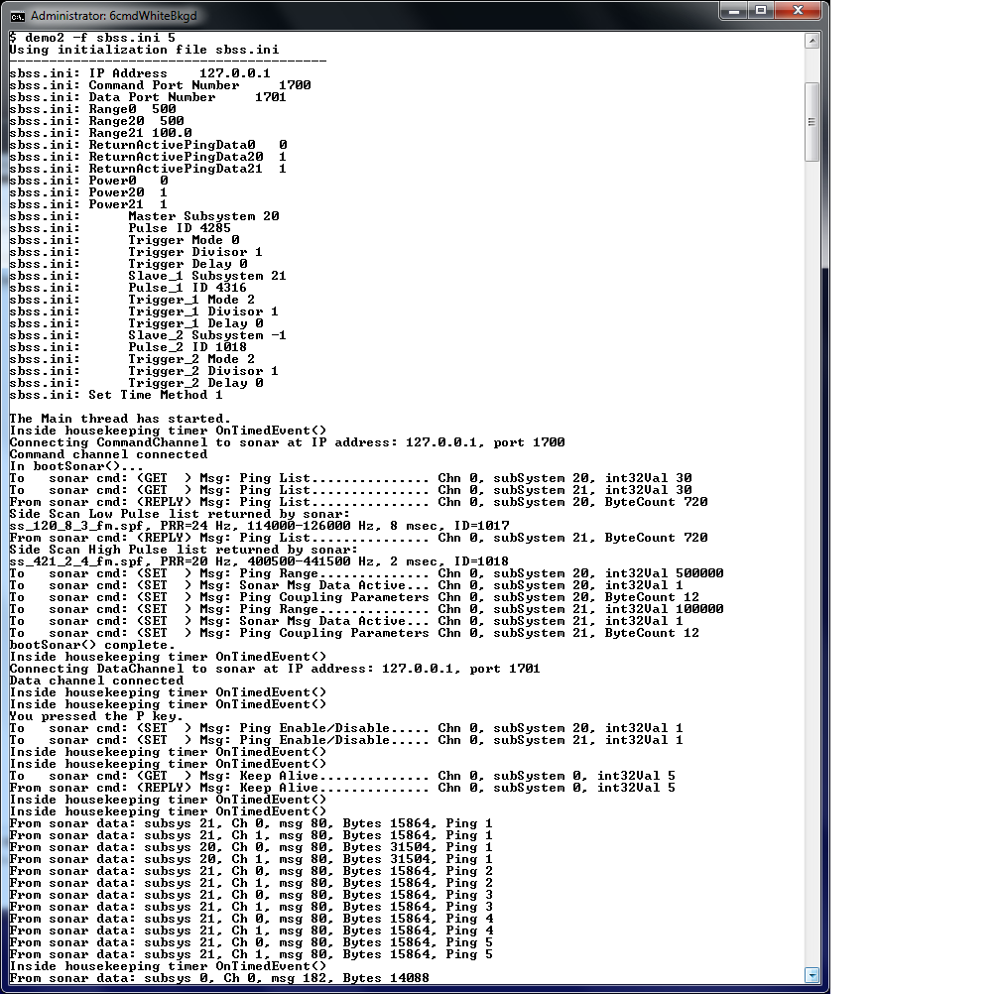 Administrator: 6cmdWhiteBkgd
$ demo2 -f sbss.ini 5
Using initialization file sbss.ini
----------------------------------------
sbss.ini: IP Address    127.0.0.1
sbss.ini: Command Port Number     1700
sbss.ini: Data Port Number     1701
sbss.ini: Range0  500
sbss.ini: Range20  500
sbss.ini: Range21 100.0
sbss.ini: ReturnActivePingData0   0
sbss.ini: ReturnActivePingData20  1
sbss.ini: ReturnActivePingData21  1
sbss.ini: Power0   0
sbss.ini: Power20  1
sbss.ini: Power21  1
sbss.ini:      Master Subsystem 20
sbss.ini:      Pulse ID 4285
sbss.ini:      Trigger Mode 0
sbss.ini:      Trigger Divisor 1
sbss.ini:      Trigger Delay 0
sbss.ini:      Slave_1 Subsystem 21
sbss.ini:      Pulse_1 ID 4316
sbss.ini:      Trigger_1 Mode 2
sbss.ini:      Trigger_1 Divisor 1
sbss.ini:      Trigger_1 Delay 0
sbss.ini:      Slave_2 Subsystem -1
sbss.ini:      Pulse_2 ID 1018
sbss.ini:      Trigger_2 Mode 2
sbss.ini:      Trigger_2 Divisor 1
sbss.ini:      Trigger_2 Delay 0
sbss.ini: Set Time Method 1
The Main thread has started.
Inside housekeeping timer OnTimedEvent()
Connecting CommandChannel to sonar at IP address: 127.0.0.1, port 1700
Command channel connected
In bootSonar()...
To   sonar cmd: (GET  ) Msg: Ping List............... Chn 0, subSystem 20, int32Val 30
To   sonar cmd: (GET  ) Msg: Ping List............... Chn 0, subSystem 21, int32Val 30
From sonar cmd: (REPLY) Msg: Ping List............... Chn 0, subSystem 20, ByteCount 720
Side Scan Low Pulse list returned by sonar:
ss_120_8_3_fm.spf, PRR=24 Hz, 114000-126000 Hz, 8 msec, ID=1017
From sonar cmd: (REPLY) Msg: Ping List............... Chn 0, subSystem 21, ByteCount 720
Side Scan High Pulse list returned by sonar:
ss_421_2_4_fm.spf, PRR=20 Hz, 400500-441500 Hz, 2 msec, ID=1018
To   sonar cmd: (SET  ) Msg: Ping Range.............. Chn 0, subSystem 20, int32Val 500000
To   sonar cmd: (SET  ) Msg: Sonar Msg Data Active... Chn 0, subSystem 20, int32Val 1
To   sonar cmd: (SET  ) Msg: Ping Coupling Parameters Chn 0, subSystem 20, ByteCount 12
To   sonar cmd: (SET  ) Msg: Ping Range.............. Chn 0, subSystem 21, int32Val 100000
To   sonar cmd: (SET  ) Msg: Sonar Msg Data Active... Chn 0, subSystem 21, int32Val 1
To   sonar cmd: (SET  ) Msg: Ping Coupling Parameters Chn 0, subSystem 21, ByteCount 12
bootSonar() complete.
Inside housekeeping timer OnTimedEvent()
Connecting DataChannel to sonar at IP address: 127.0.0.1, port 1701
Data channel connected
Inside housekeeping timer OnTimedEvent()
Inside housekeeping timer OnTimedEvent()
You pressed the P key.
To   sonar cmd: (SET  ) Msg: Ping Enable/Disable..... Chn 0, subSystem 20, int32Val 1
To   sonar cmd: (SET  ) Msg: Ping Enable/Disable..... Chn 0, subSystem 21, int32Val 1
Inside housekeeping timer OnTimedEvent()
Inside housekeeping timer OnTimedEvent()
To   sonar cmd: (GET  ) Msg: Keep Alive.............. Chn 0, subSystem 0, int32Val 5
From sonar cmd: (REPLY) Msg: Keep Alive.............. Chn 0, subSystem 0, int32Val 5
Inside housekeeping timer OnTimedEvent()
Inside housekeeping timer OnTimedEvent()
From sonar data: subsys 21, Ch 0, msg 80, Bytes 15864, Ping 1
From sonar data: subsys 21, Ch 1, msg 80, Bytes 15864, Ping 1
From sonar data: subsys 20, Ch 0, msg 80, Bytes 31504, Ping 1
From sonar data: subsys 20, Ch 1, msg 80, Bytes 31504, Ping 1
From sonar data: subsys 21, Ch 0, msg 80, Bytes 15864, Ping 2
From sonar data: subsys 21, Ch 1, msg 80, Bytes 15864, Ping 2
From sonar data: subsys 21, Ch 0, msg 80, Bytes 15864, Ping 3
From sonar data: subsys 21, Ch 1, msg 80, Bytes 15864, Ping 3
From sonar data: subsys 21, Ch 0, msg 80, Bytes 15864, Ping 4
From sonar data: subsys 21, Ch 1, msg 80, Bytes 15864, Ping 4
From sonar data: subsys 21, Ch 0, msg 80, Bytes 15864, Ping 5
From sonar data: subsys 21, Ch 1, msg 80, Bytes 15864, Ping 5
Inside housekeeping timer OnTimedEvent()
From sonar data: subsys 0, Ch 0, msg 182, Bytes 14088